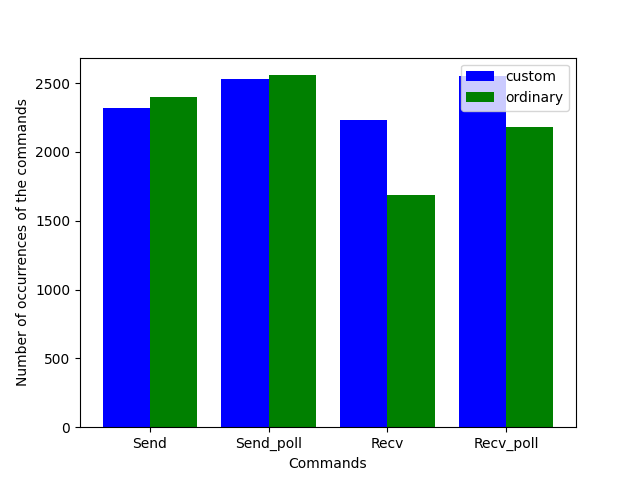 custom
ordinary
2500
2000
1500
1000
500
0
Number of occurrences of the commands
Send
Send_poll
Recv
Recv_poll
Commands